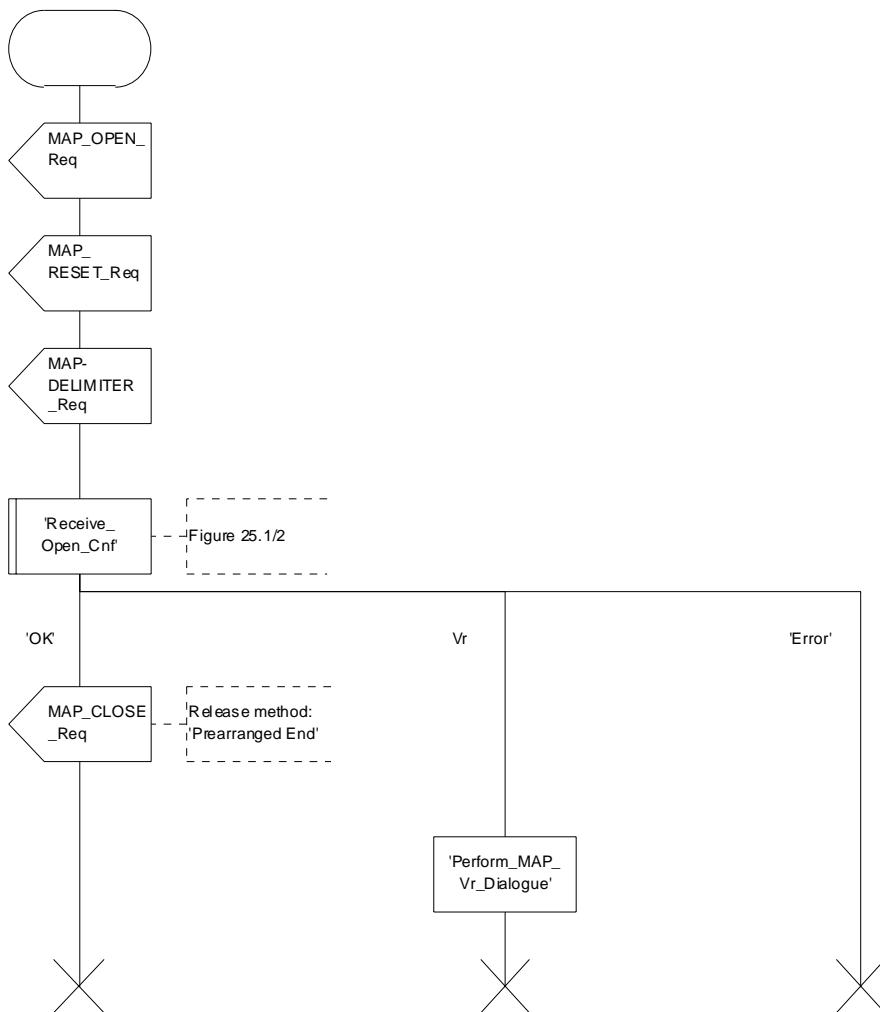 MAP_OPEN_
Req
MAP_
RESET_Req
MAP-
DELIMITER
_Req
'Receive_
Open_Cnf'
Figure 25.1/2
'OK'
Vr
'Error'
MAP_CLOSE
_Req
Release method:
'Prearranged End'
'Perform_MAP_
Vr_Dialogue'